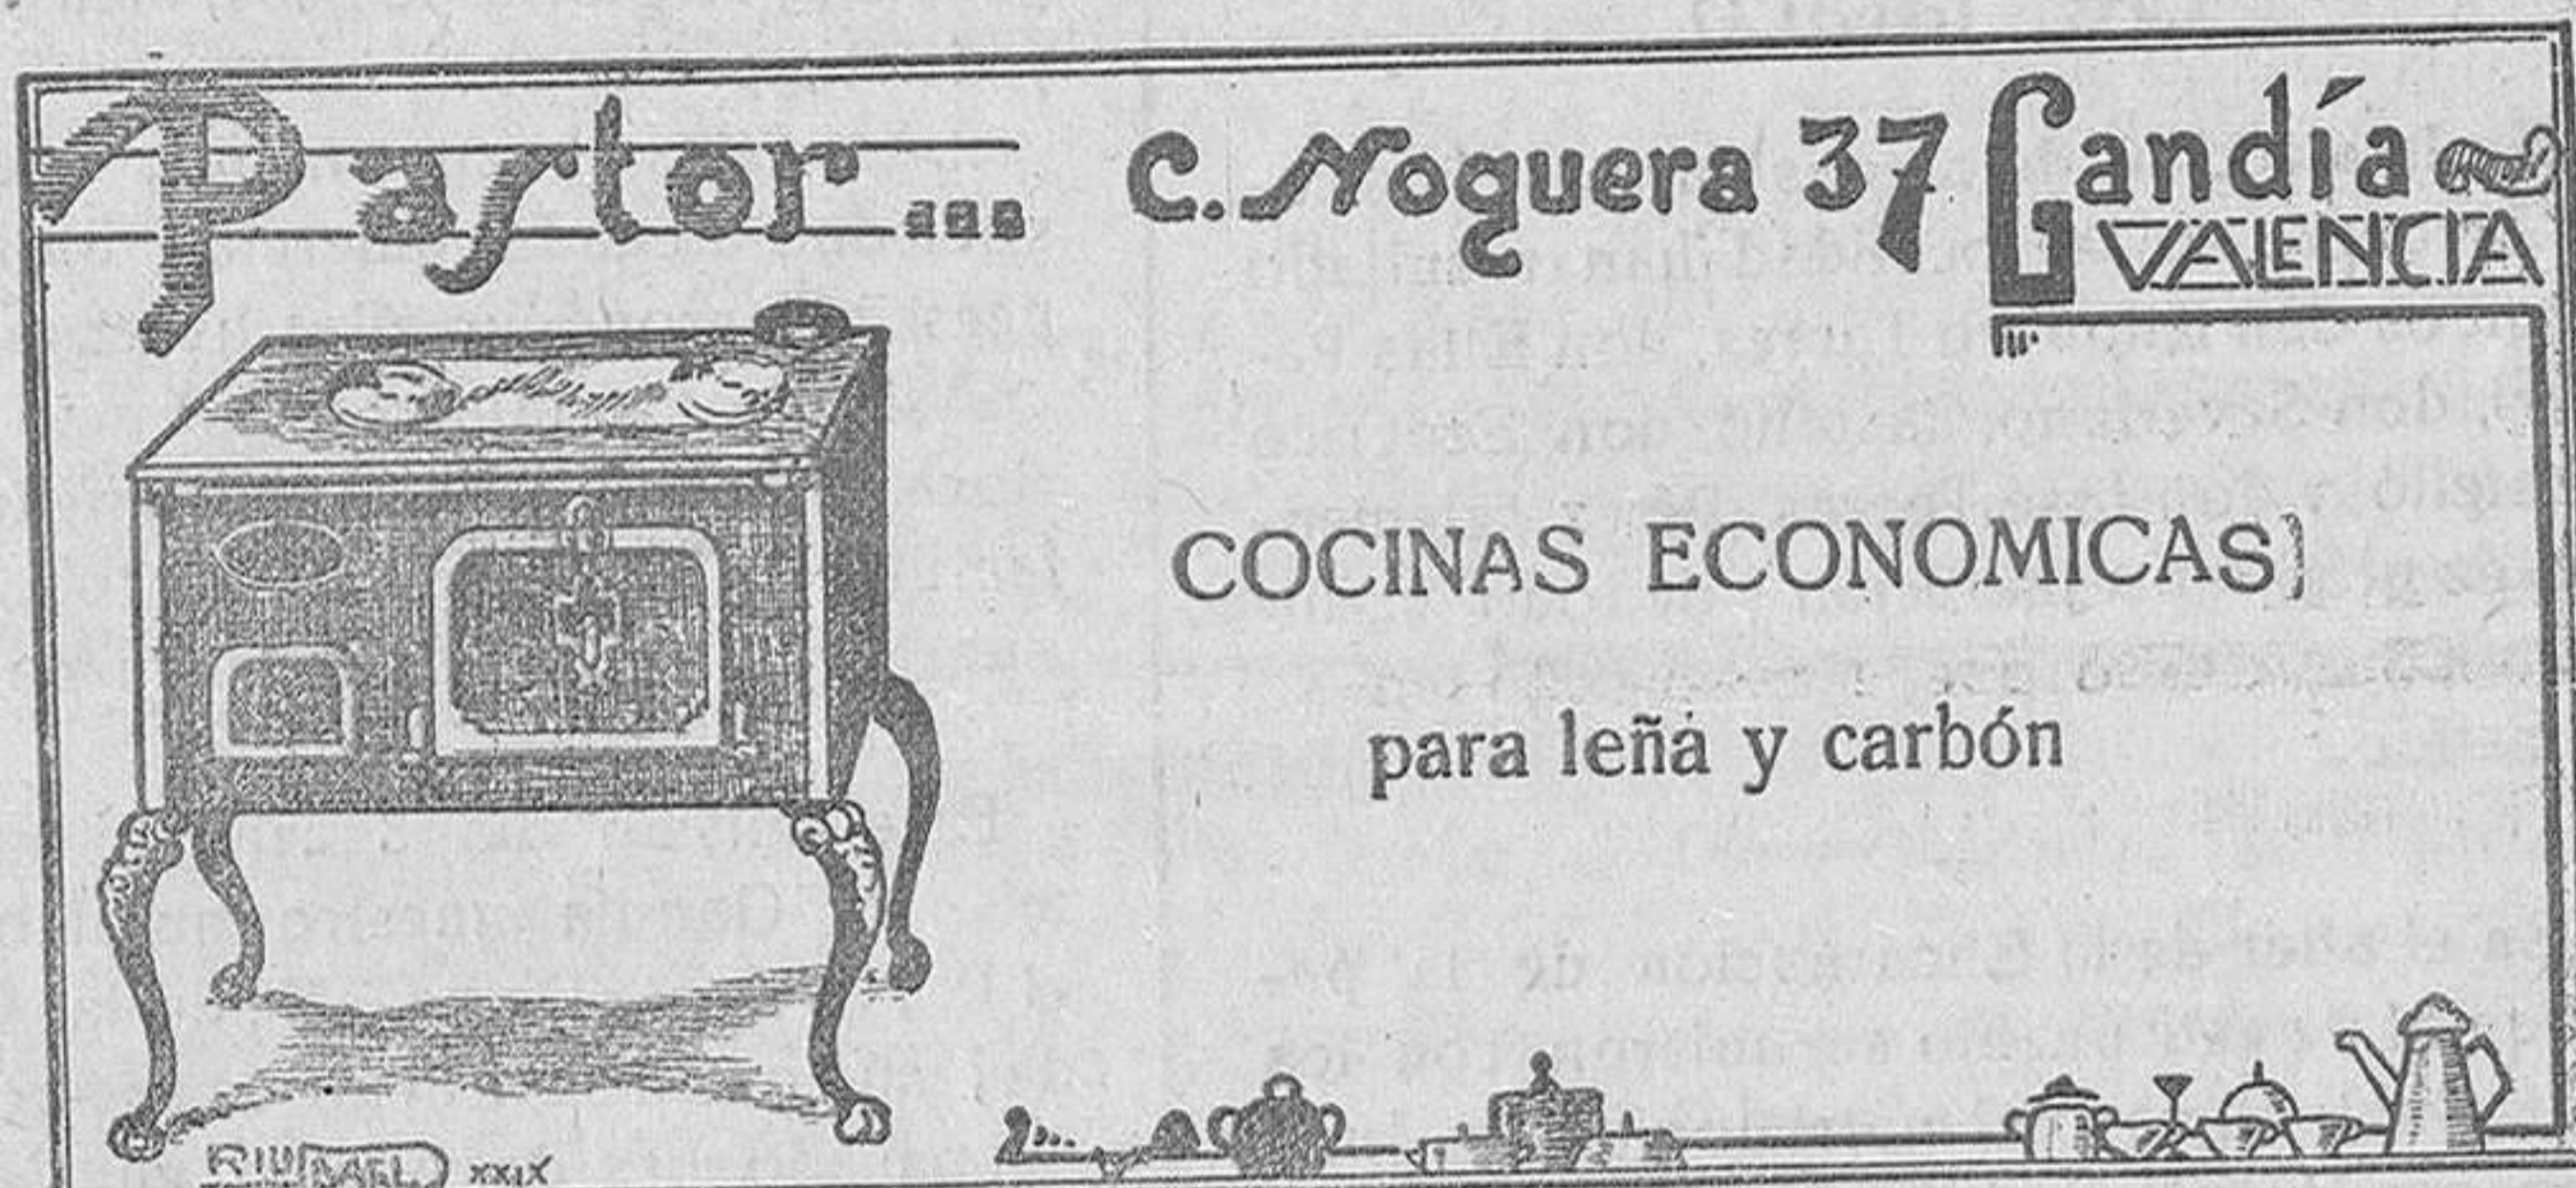 Pastor...
C. Noguera 37 Gandía
VALENCIA
COCINAS ECONOMICAS
para leña y carbón
XXIX